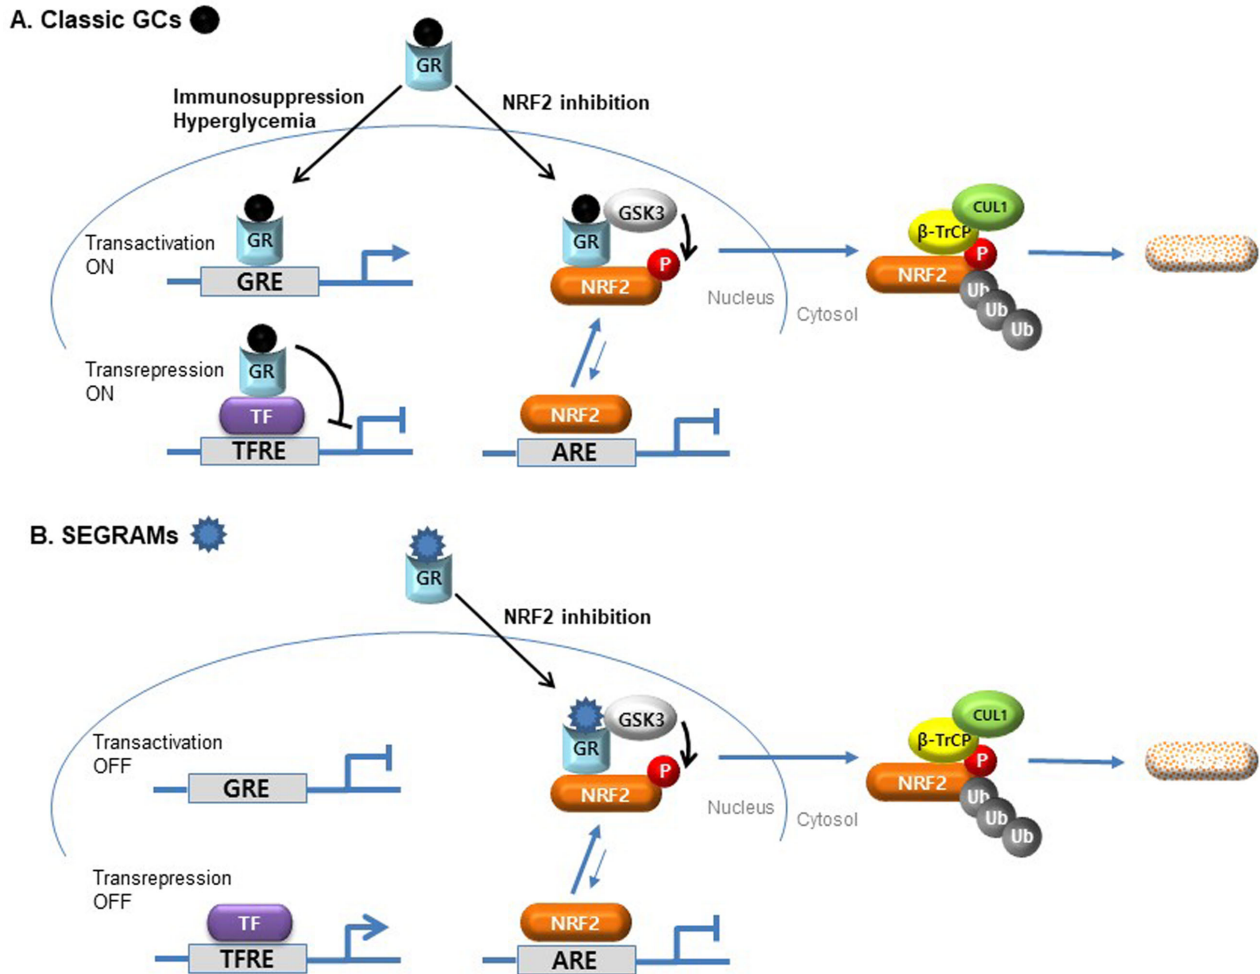 A. Classic GCs
GR
Immunosuppression
Hyperglycemia
NRF2 inhibition
GR
GSK3
CUL1
β-TrCP
Transactivation
ON
GR
P
P
GRE
NRF2
NRF2
Nucleus
Cytosol
Ub
Ub
Ub
Transrepression
ON
GR
TF
NRF2
TFRE
ARE
B. SEGRAMs
GR
NRF2 inhibition
GSK3
CUL1
Transactivation
OFF
GR
β-TrCP
P
P
GRE
NRF2
NRF2
Nucleus
Cytosol
Ub
Ub
Ub
Transrepression
OFF
TF
NRF2
TFRE
ARE